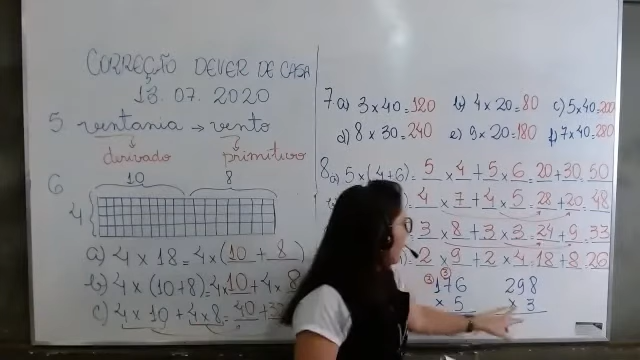 CORREÇÃO DEVER DE CASA
13.07.2020
5 ventania → vento
derivado primitivo
6
10 8
4
a) 4 x 18 = 4 x (10 + 8)
b) 4 x (10+8) = 4 x 10 + 4 x 8
c) 4 x 10 + 4 x 8 = 40 +
7. a) 3 x 40 = 120 b) 4 x 20 = 80 c) 5 x 40 = 200
d) 8 x 30 = 240 e) 9 x 20 = 180 f) 7 x 40 = 280
8 a) 5 x (4+6) = 5 x 4 + 5 x 6 = 20 + 30 = 50
4 x 7 + 4 x 5 = 28 + 20 = 48
3 x 8 + 3 x 3 = 24 + 9 = 33
2 x 9 + 2 x 4 = 18 + 8 = 26
176 298
x 5 x 3